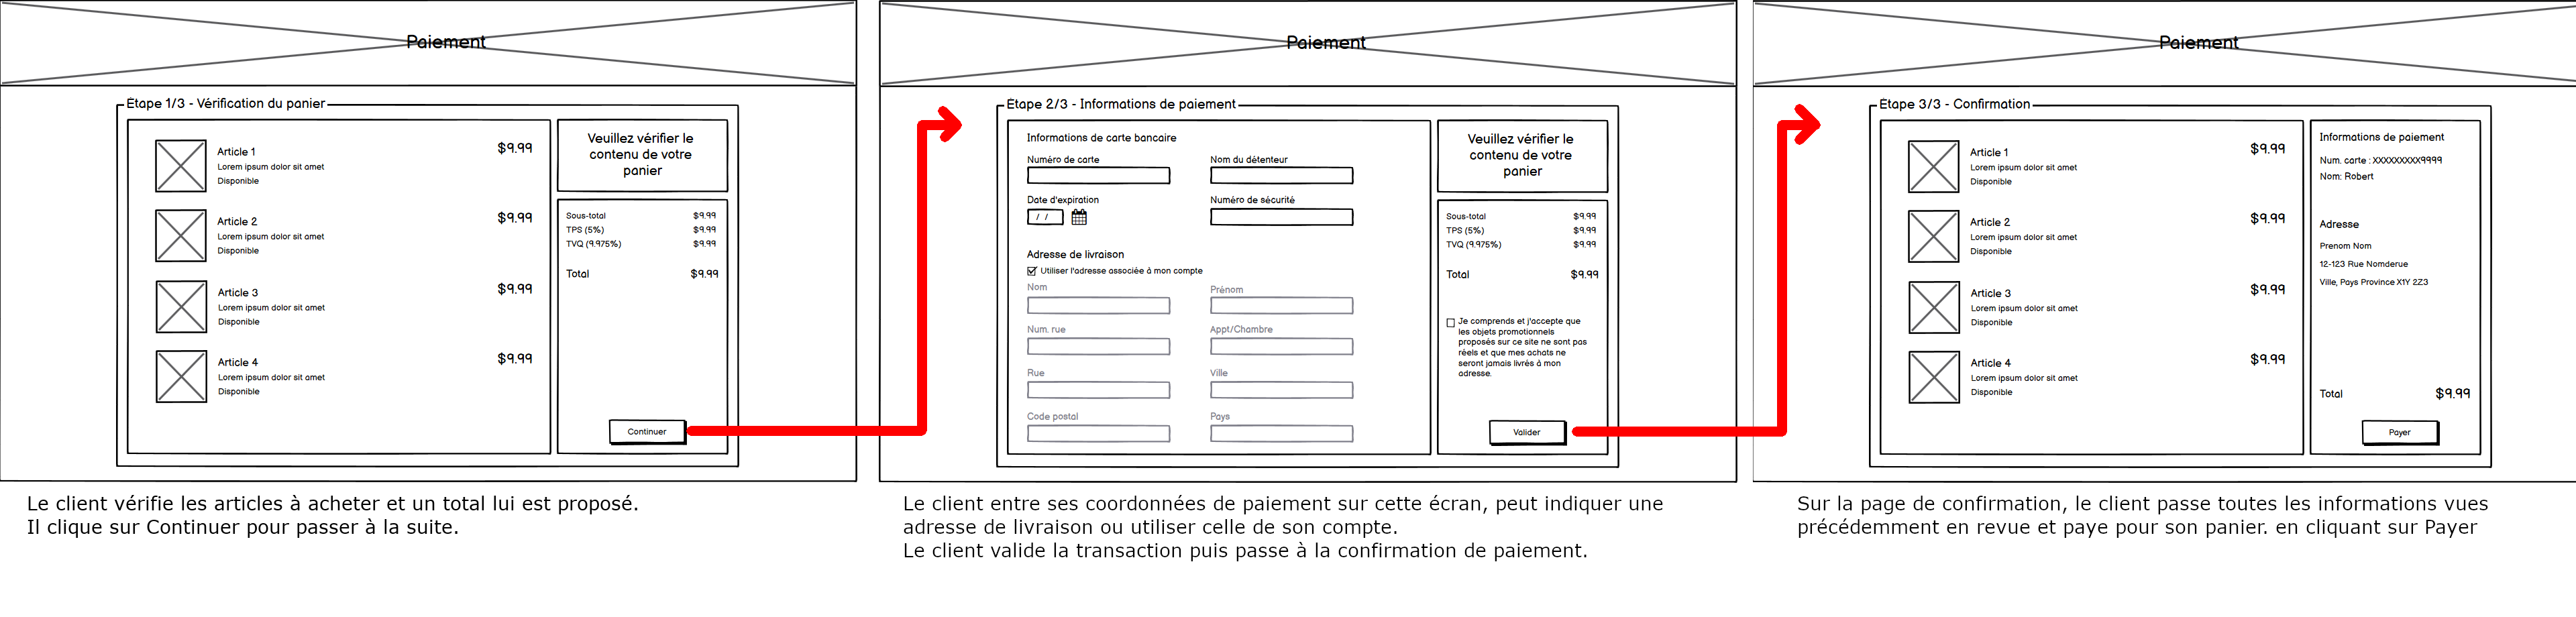 Paiement
Étape 1/3 - Vérification du panier
Article 1
Lorem ipsum dolor sit amet
Disponible
$9.99
Article 2
Lorem ipsum dolor sit amet
Disponible
$9.99
Article 3
Lorem ipsum dolor sit amet
Disponible
$9.99
Article 4
Lorem ipsum dolor sit amet
Disponible
$9.99
Veuillez vérifier le
contenu de votre
panier
Sous-total $9.99
TPS (5%) $9.99
TVQ (9.975%) $9.99
Total $9.99
Continuer
Le client vérifie les articles à acheter et un total lui est proposé.
Il clique sur Continuer pour passer à la suite.
Paiement
Étape 2/3 - Informations de paiement
Informations de carte bancaire
Numéro de carte Nom du détenteur
Date d'expiration Numéro de sécurité
/ /
Adresse de livraison
Utiliser l'adresse associée à mon compte
Nom Prénom
Num. rue Appt/Chambre
Rue Ville
Code postal Pays
Veuillez vérifier le
contenu de votre
panier
Sous-total $9.99
TPS (5%) $9.99
TVQ (9.975%) $9.99
Total $9.99
Je comprends et j'accepte que
les objets promotionnels
proposés sur ce site ne sont pas
réels et que mes achats ne
seront jamais livrés à mon
adresse.
Valider
Le client entre ses coordonnées de paiement sur cette écran, peut indiquer une
adresse de livraison ou utiliser celle de son compte.
Le client valide la transaction puis passe à la confirmation de paiement.
Paiement
Étape 3/3 - Confirmation
Article 1
Lorem ipsum dolor sit amet
Disponible
$9.99
Article 2
Lorem ipsum dolor sit amet
Disponible
$9.99
Article 3
Lorem ipsum dolor sit amet
Disponible
$9.99
Article 4
Lorem ipsum dolor sit amet
Disponible
$9.99
Informations de paiement
Num. carte : XXXXXXXXX9999
Nom: Robert
Adresse
Prenom Nom
12-123 Rue Nomderue
Ville, Pays Province X1Y 2Z3
Total $9.99
Payer
Sur la page de confirmation, le client passe toutes les informations vues
précédemment en revue et paye pour son panier. en cliquant sur Payer